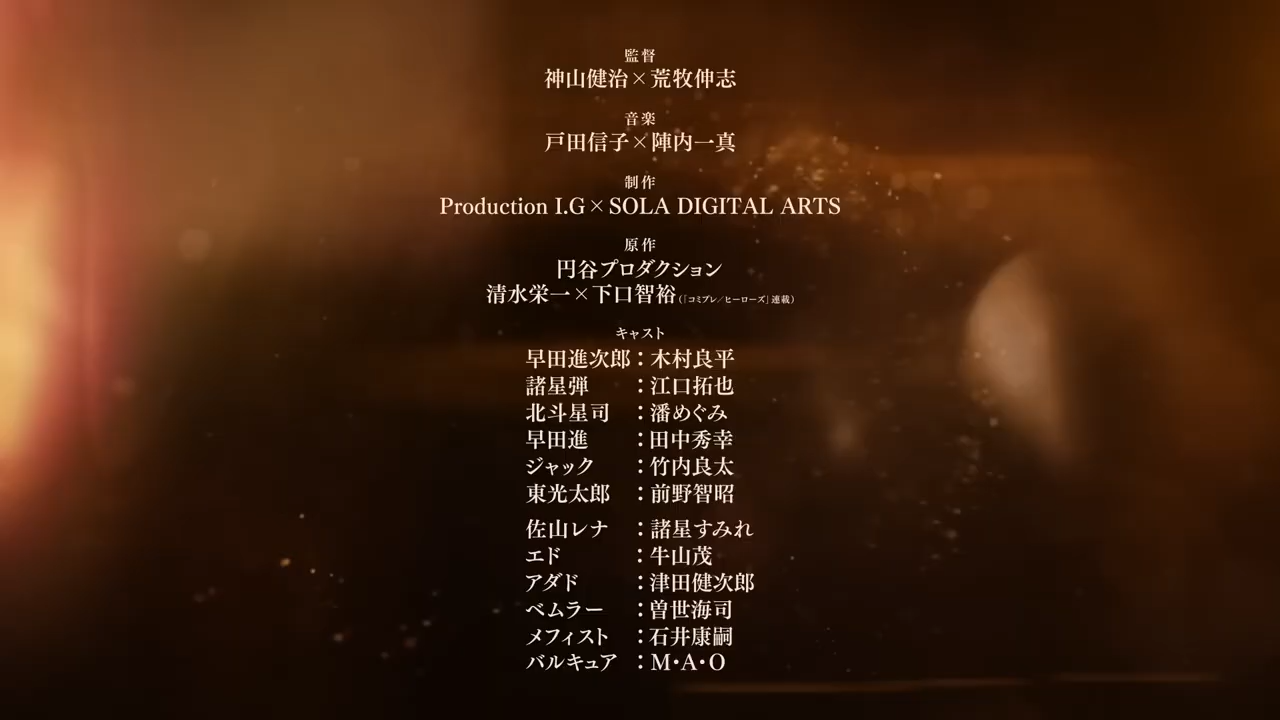 監督
神山健治×荒牧伸志
音楽
戸田信子×陣内一真
制作
Production I.G×SOLA DIGITAL ARTS
原作
円谷プロダクション
清水栄一×下口智裕(「コミプレ/ヒーローズ」連載)
キャスト
早田進次郎:木村良平
諸星弾:江口拓也
北斗星司:潘めぐみ
早田進:田中秀幸
ジャック:竹内良太
東光太郎:前野智昭
佐山レナ:諸星すみれ
エド:牛山茂
アダド:津田健次郎
ベムラー:曽世海司
メフィスト:石井康嗣
バルキュア:M・A・O